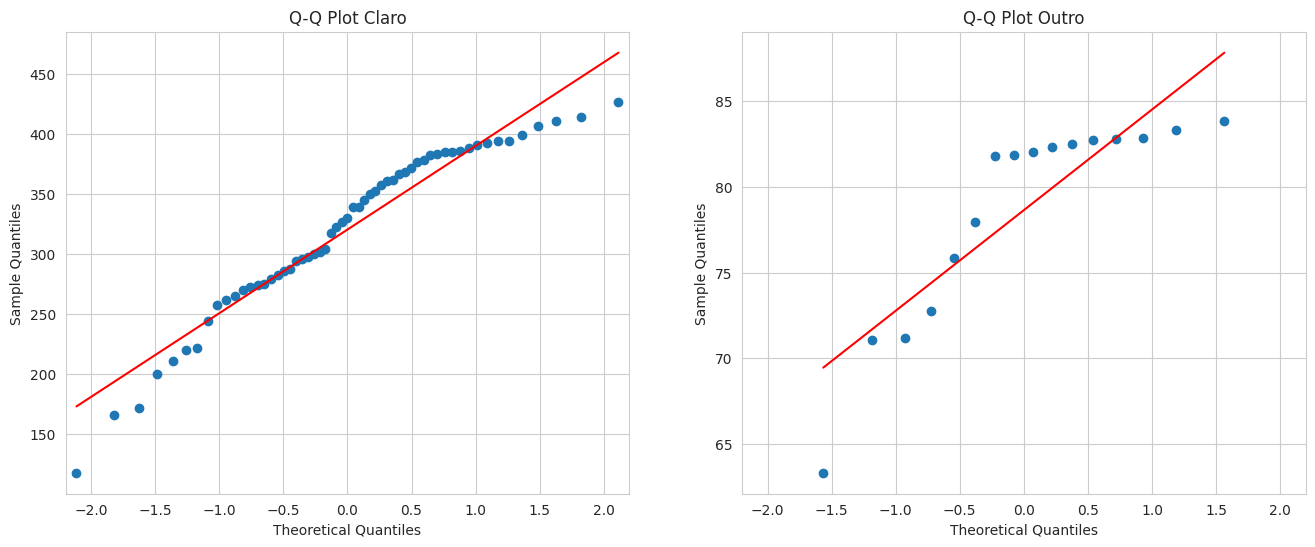 Q-Q Plot Claro
450
400
350
300
250
200
150
Sample Quantiles
−2.0 −1.5 −1.0 −0.5 0.0 0.5 1.0 1.5 2.0
Theoretical Quantiles
Q-Q Plot Outro
85
80
75
70
65
Sample Quantiles
−2.0 −1.5 −1.0 −0.5 0.0 0.5 1.0 1.5 2.0
Theoretical Quantiles